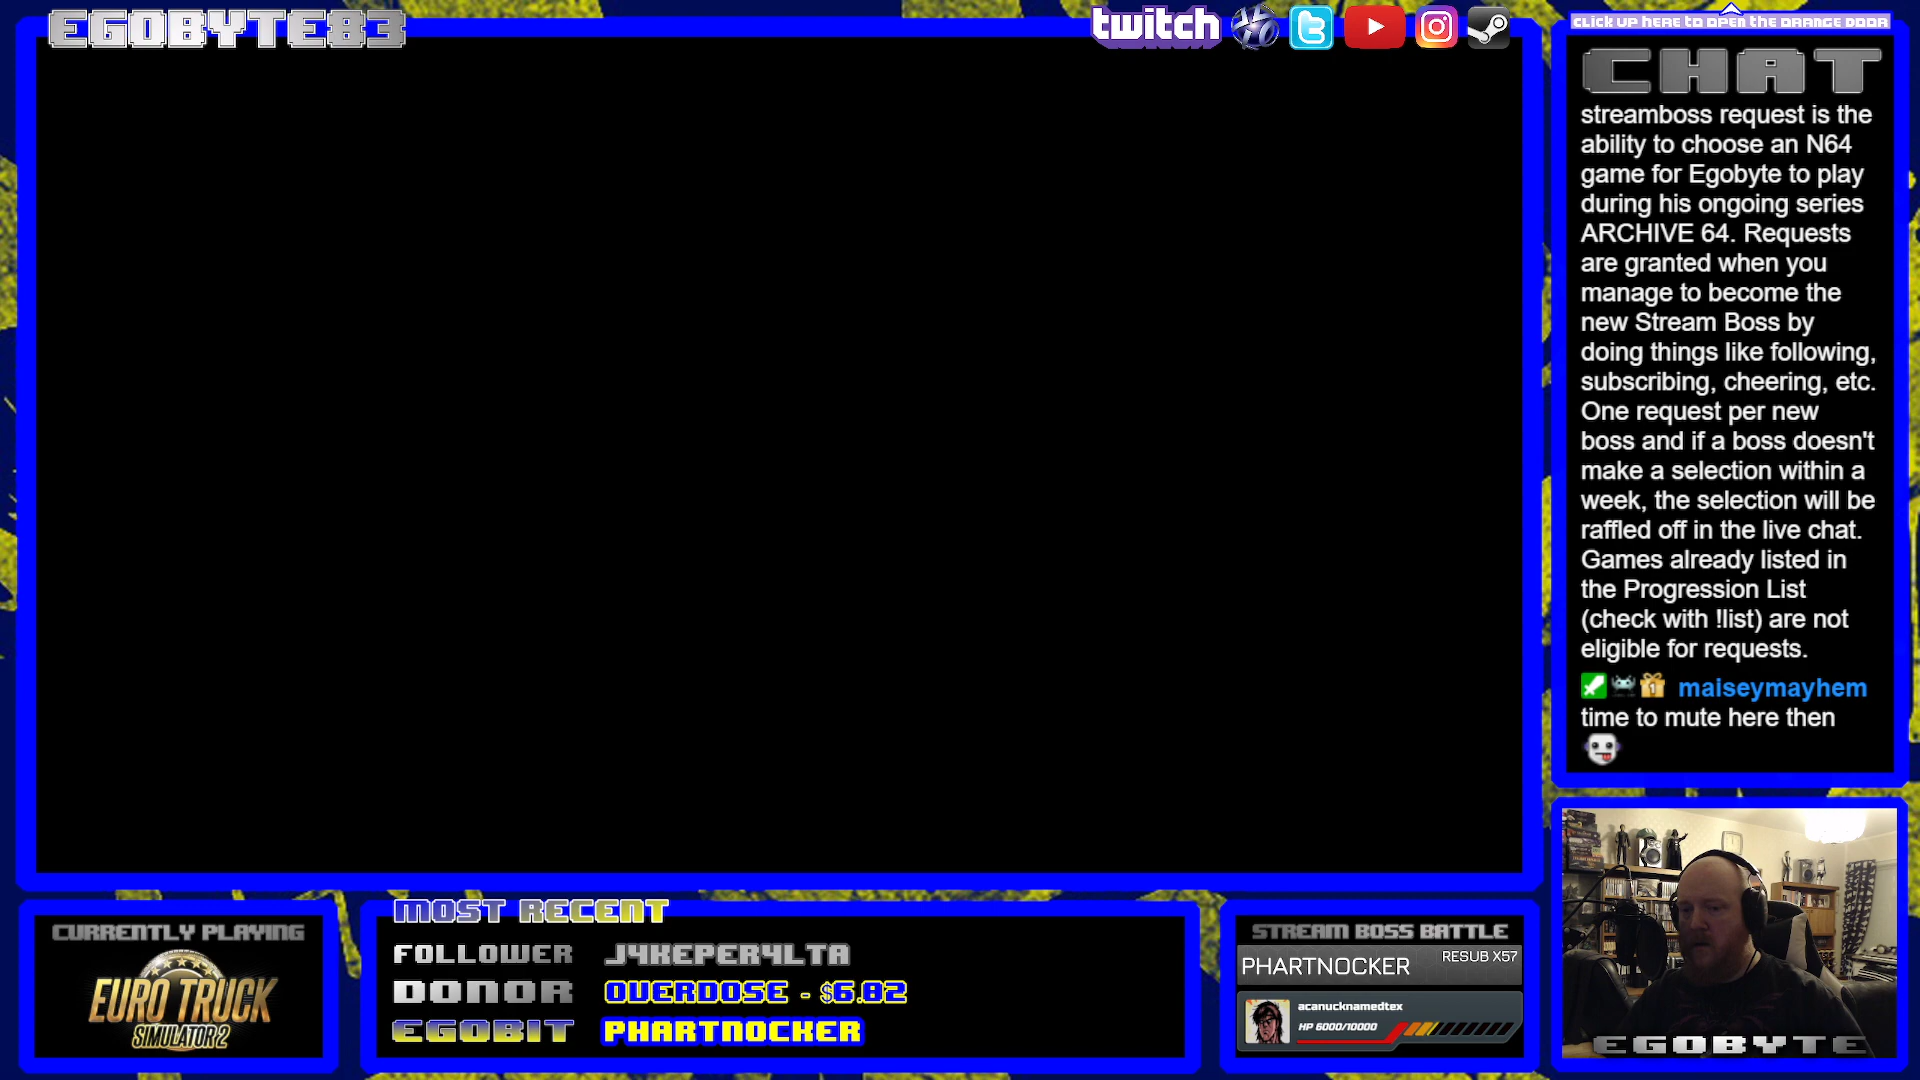 EGOBYTE83
twitch
CLICK UP HERE TO OPEN THE ORANGE DOOR
CHAT
streamboss request is the
ability to choose an N64
game for Egobyte to play
during his ongoing series
ARCHIVE 64. Requests
are granted when you
manage to become the
new Stream Boss by
doing things like following,
subscribing, cheering, etc.
One request per new
boss and if a boss doesn't
make a selection within a
week, the selection will be
raffled off in the live chat.
Games already listed in
the Progression List
(check with !list) are not
eligible for requests.
maiseymayhem
time to mute here then
CURRENTLY PLAYING
EURO TRUCK
SIMULATOR 2
MOST RECENT
FOLLOWER J4KEPER4LTA
DONOR OVERDOSE - $6.82
EGOBIT PHARTNOCKER
STREAM BOSS BATTLE
PHARTNOCKER RESUB X57
acanucknamedtex
HP 6000/10000
EGOBYTE